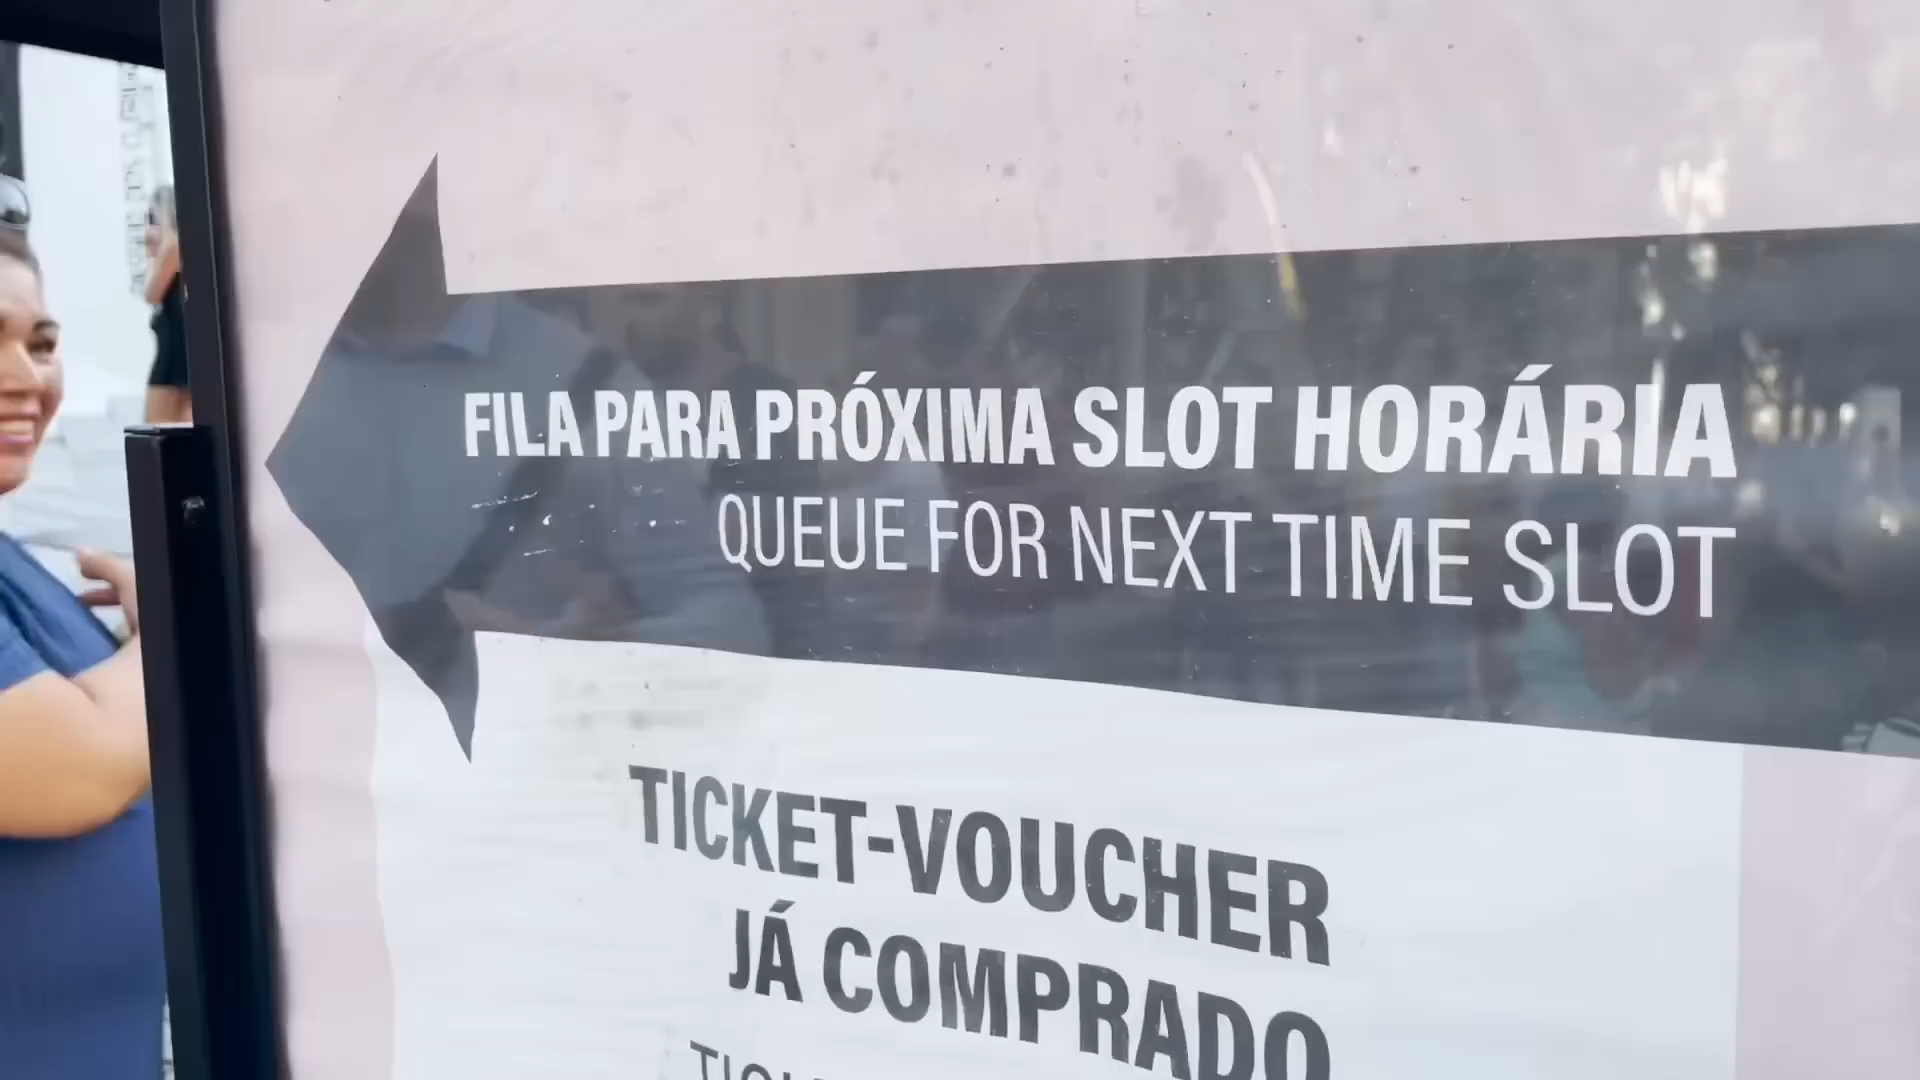 FILA PARA PRÓXIMA SLOT HORÁRIA
QUEUE FOR NEXT TIME SLOT
TICKET-VOUCHER
JÁ COMPRADO